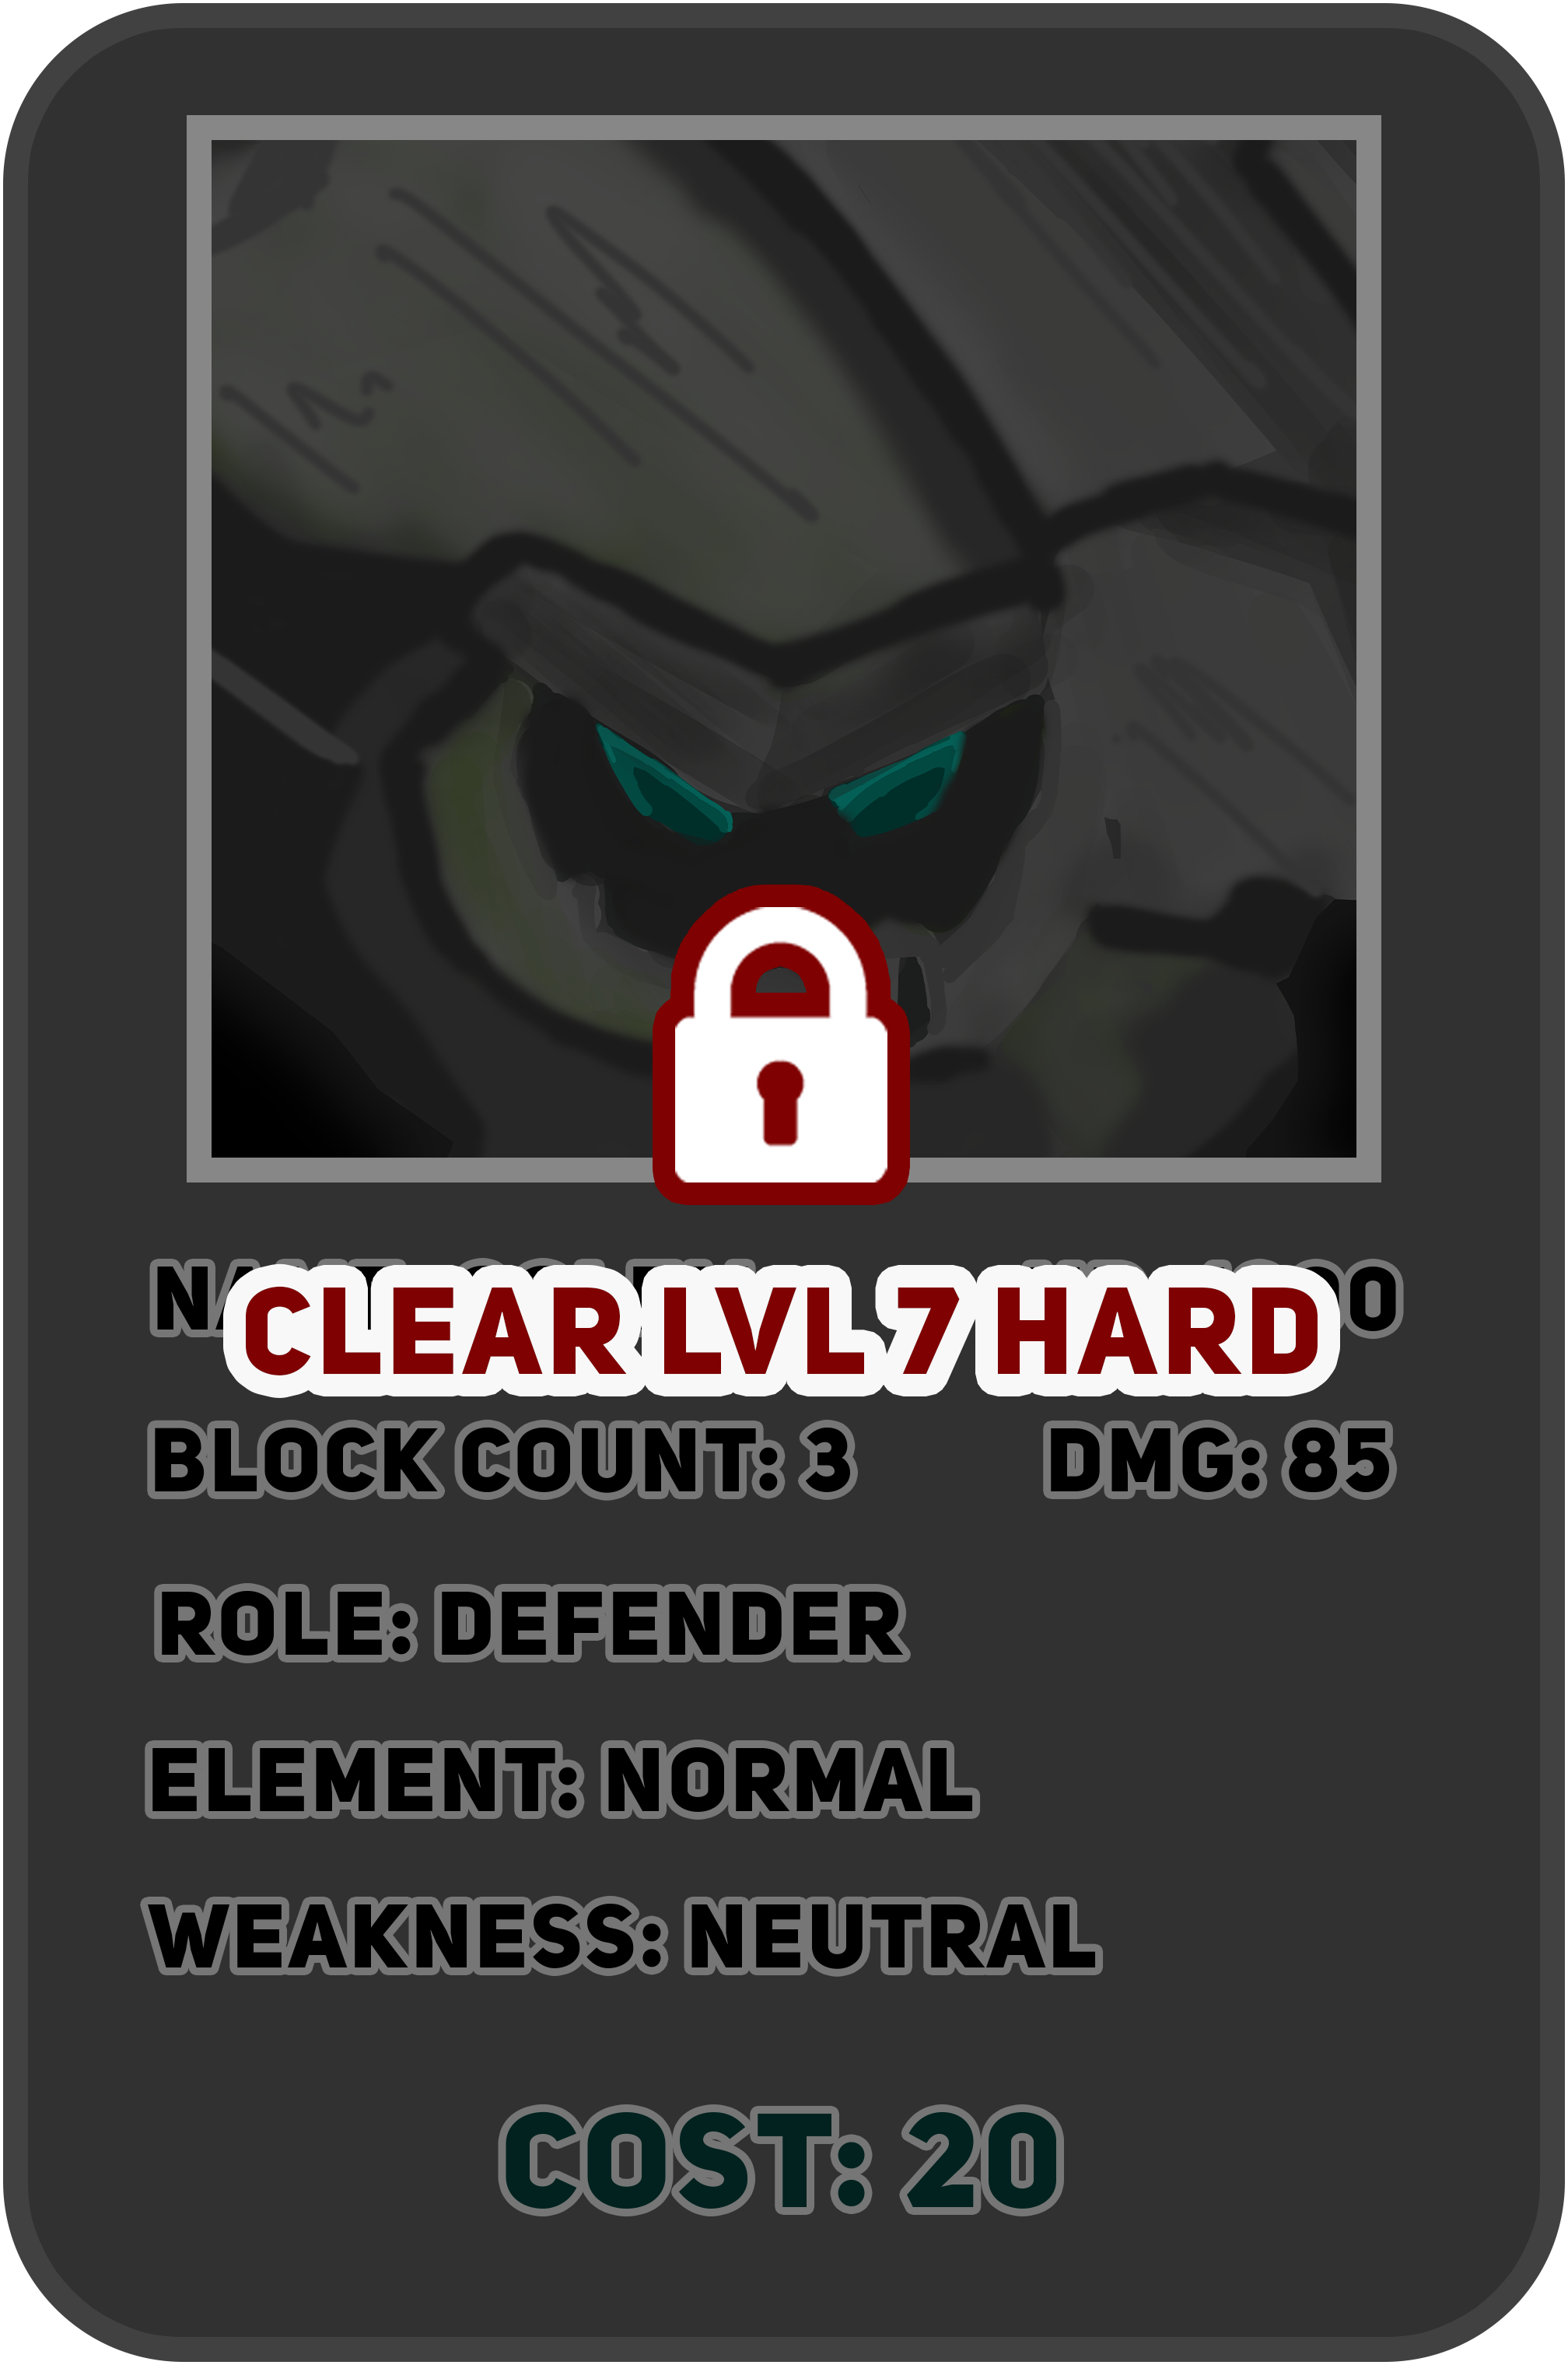 CLEAR LVL 7 HARD
BLOCK COUNT: 3 DMG: 85
ROLE: DEFENDER
ELEMENT: NORMAL
WEAKNESS: NEUTRAL
COST: 20